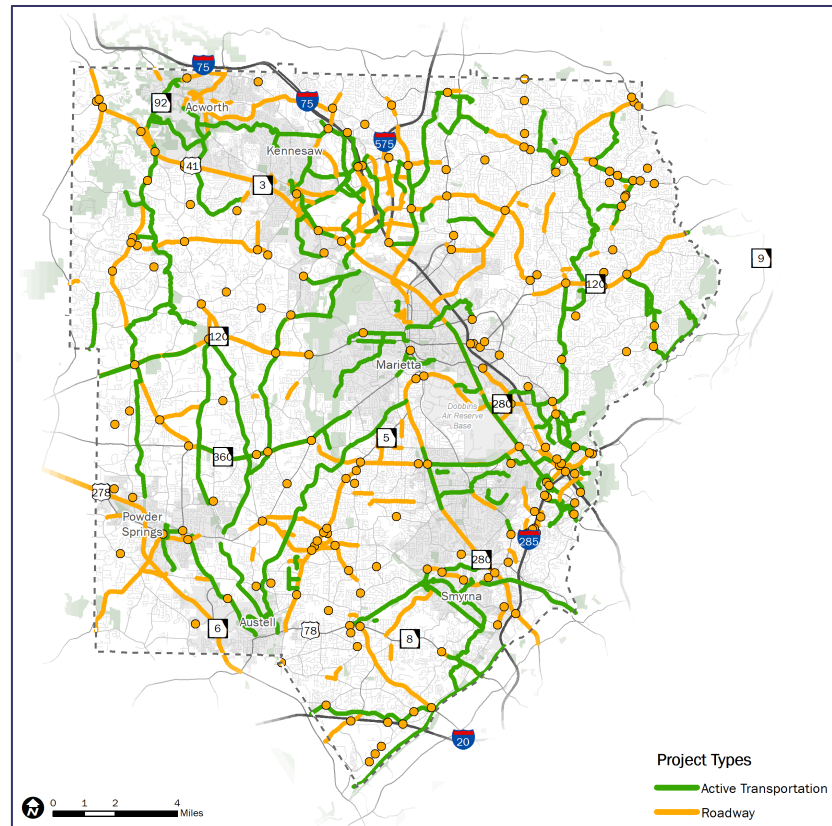 75
92
Acworth
75
575
Kennesaw
41
3
9
120
120
Marietta
280
Dobbins
Air Reserve
Base
5
360
278
Powder
Springs
285
280
Smyrna
Austell
6
78
8
20
Project Types
Active Transportation
Roadway
N
0 1 2 4
Miles